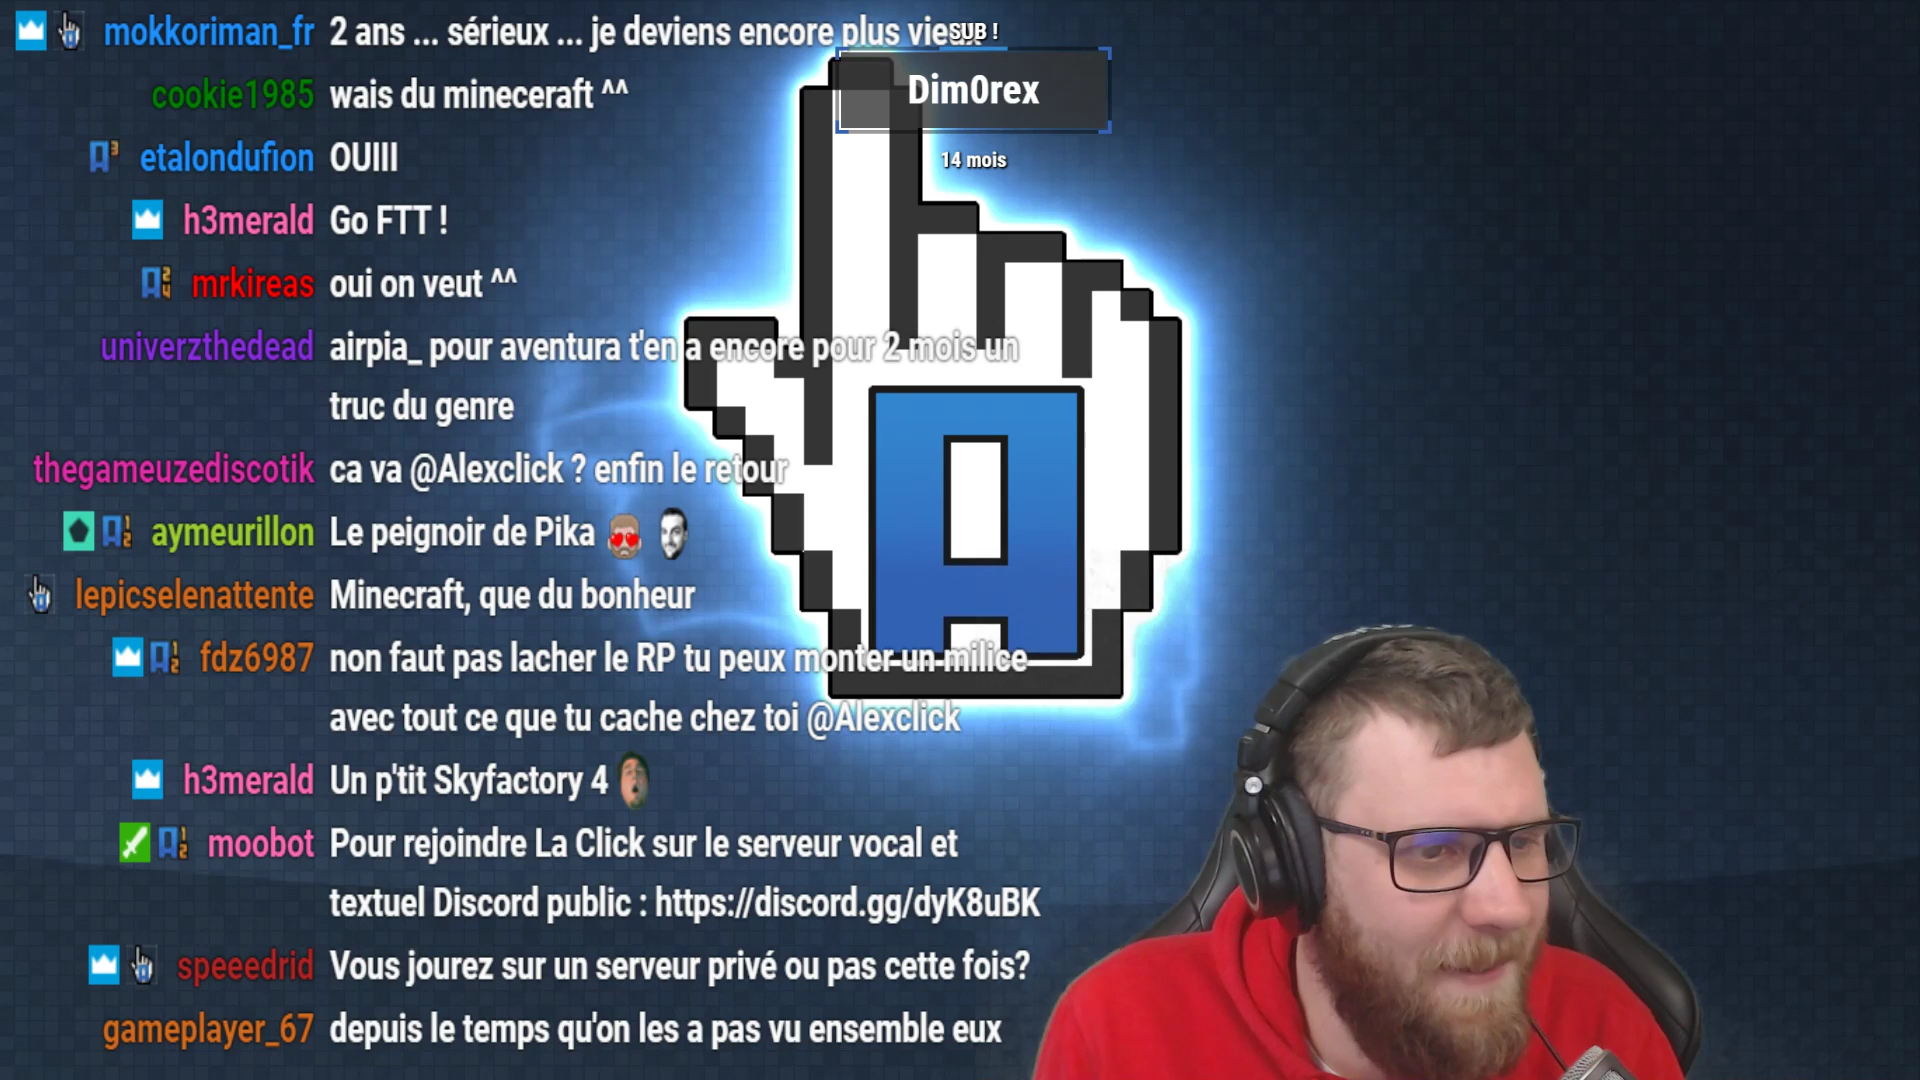 mokkoriman_fr 2 ans ... sérieux ... je deviens encore plus vieux
SUB !
Dim0rex
14 mois
cookie1985 wais du mineceraft ^^
etalondufion OUIII
h3merald Go FTT !
mrkireas oui on veut ^^
univerzthedead airpia_ pour aventura t'en a encore pour 2 mois un
truc du genre
thegameuzediscotik ca va @Alexclick ? enfin le retour
aymeurillon Le peignoir de Pika
lepicselenattente Minecraft, que du bonheur
fdz6987 non faut pas lacher le RP tu peux monter un milice
avec tout ce que tu cache chez toi @Alexclick
h3merald Un p'tit Skyfactory 4
moobot Pour rejoindre La Click sur le serveur vocal et
textuel Discord public : https://discord.gg/dyK8uBK
speeedrid Vous jourez sur un serveur privé ou pas cette fois?
gameplayer_67 depuis le temps qu'on les a pas vu ensemble eux
A